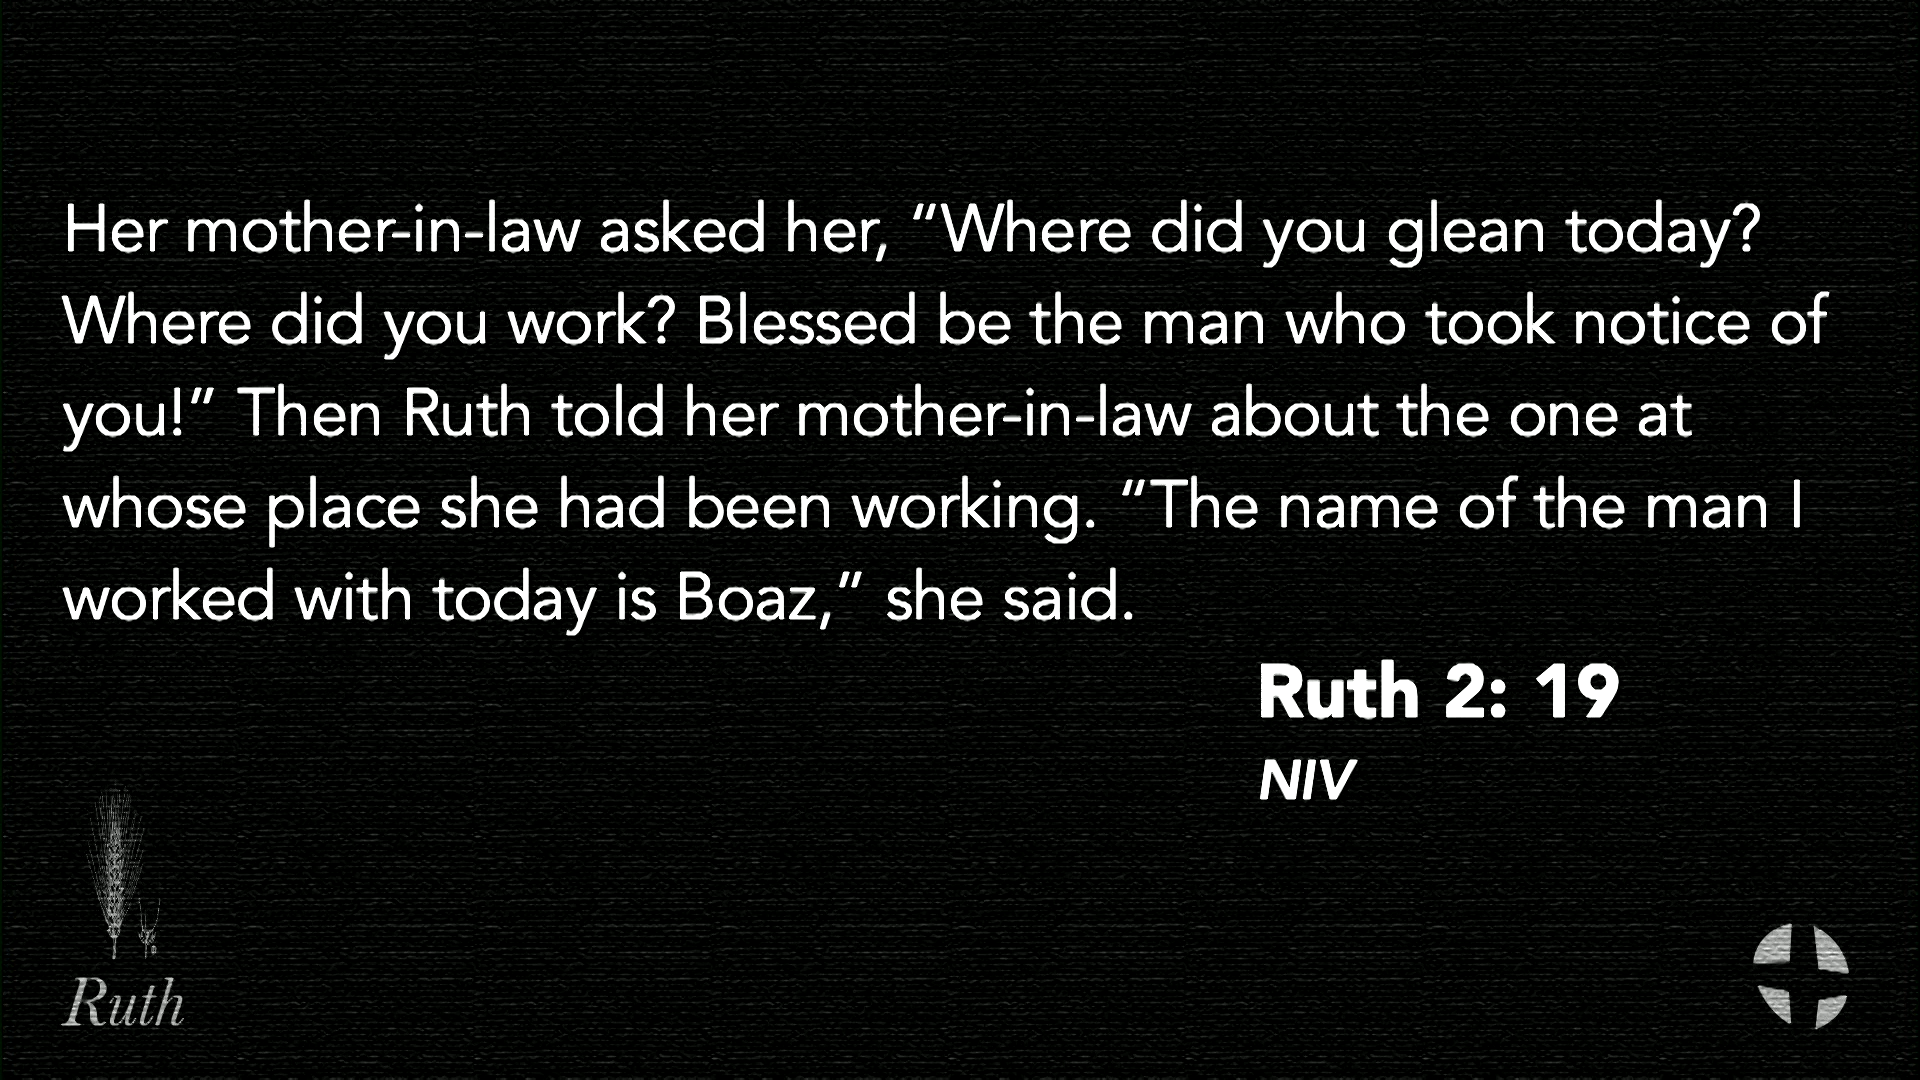 Her mother-in-law asked her, “Where did you glean today?
Where did you work? Blessed be the man who took notice of
you!” Then Ruth told her mother-in-law about the one at
whose place she had been working. “The name of the man I
worked with today is Boaz,” she said.
Ruth 2: 19
NIV
Ruth